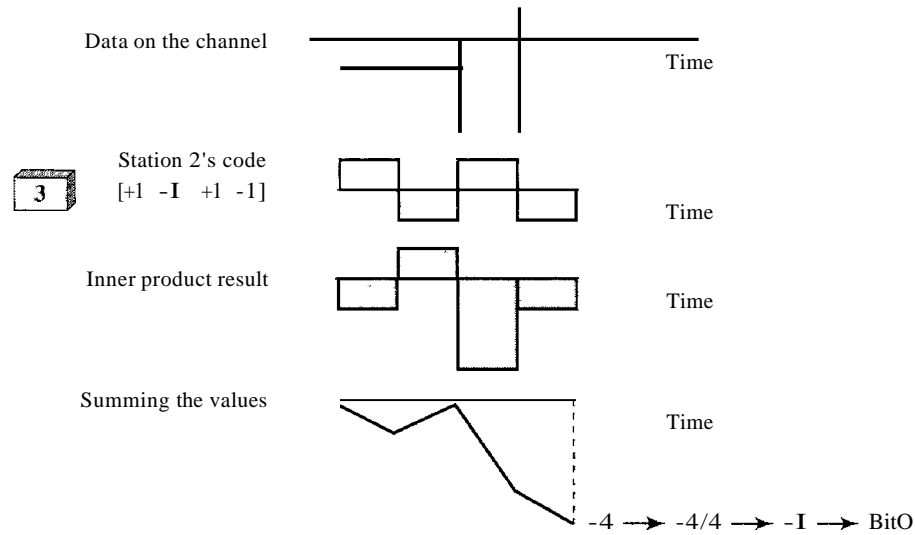 Data on the channel
Time
Station 2's code
3
[+1 -I +1 -1]
Time
Inner product result
Time
Summing the values
Time
-4 → -4/4 → -I → BitO